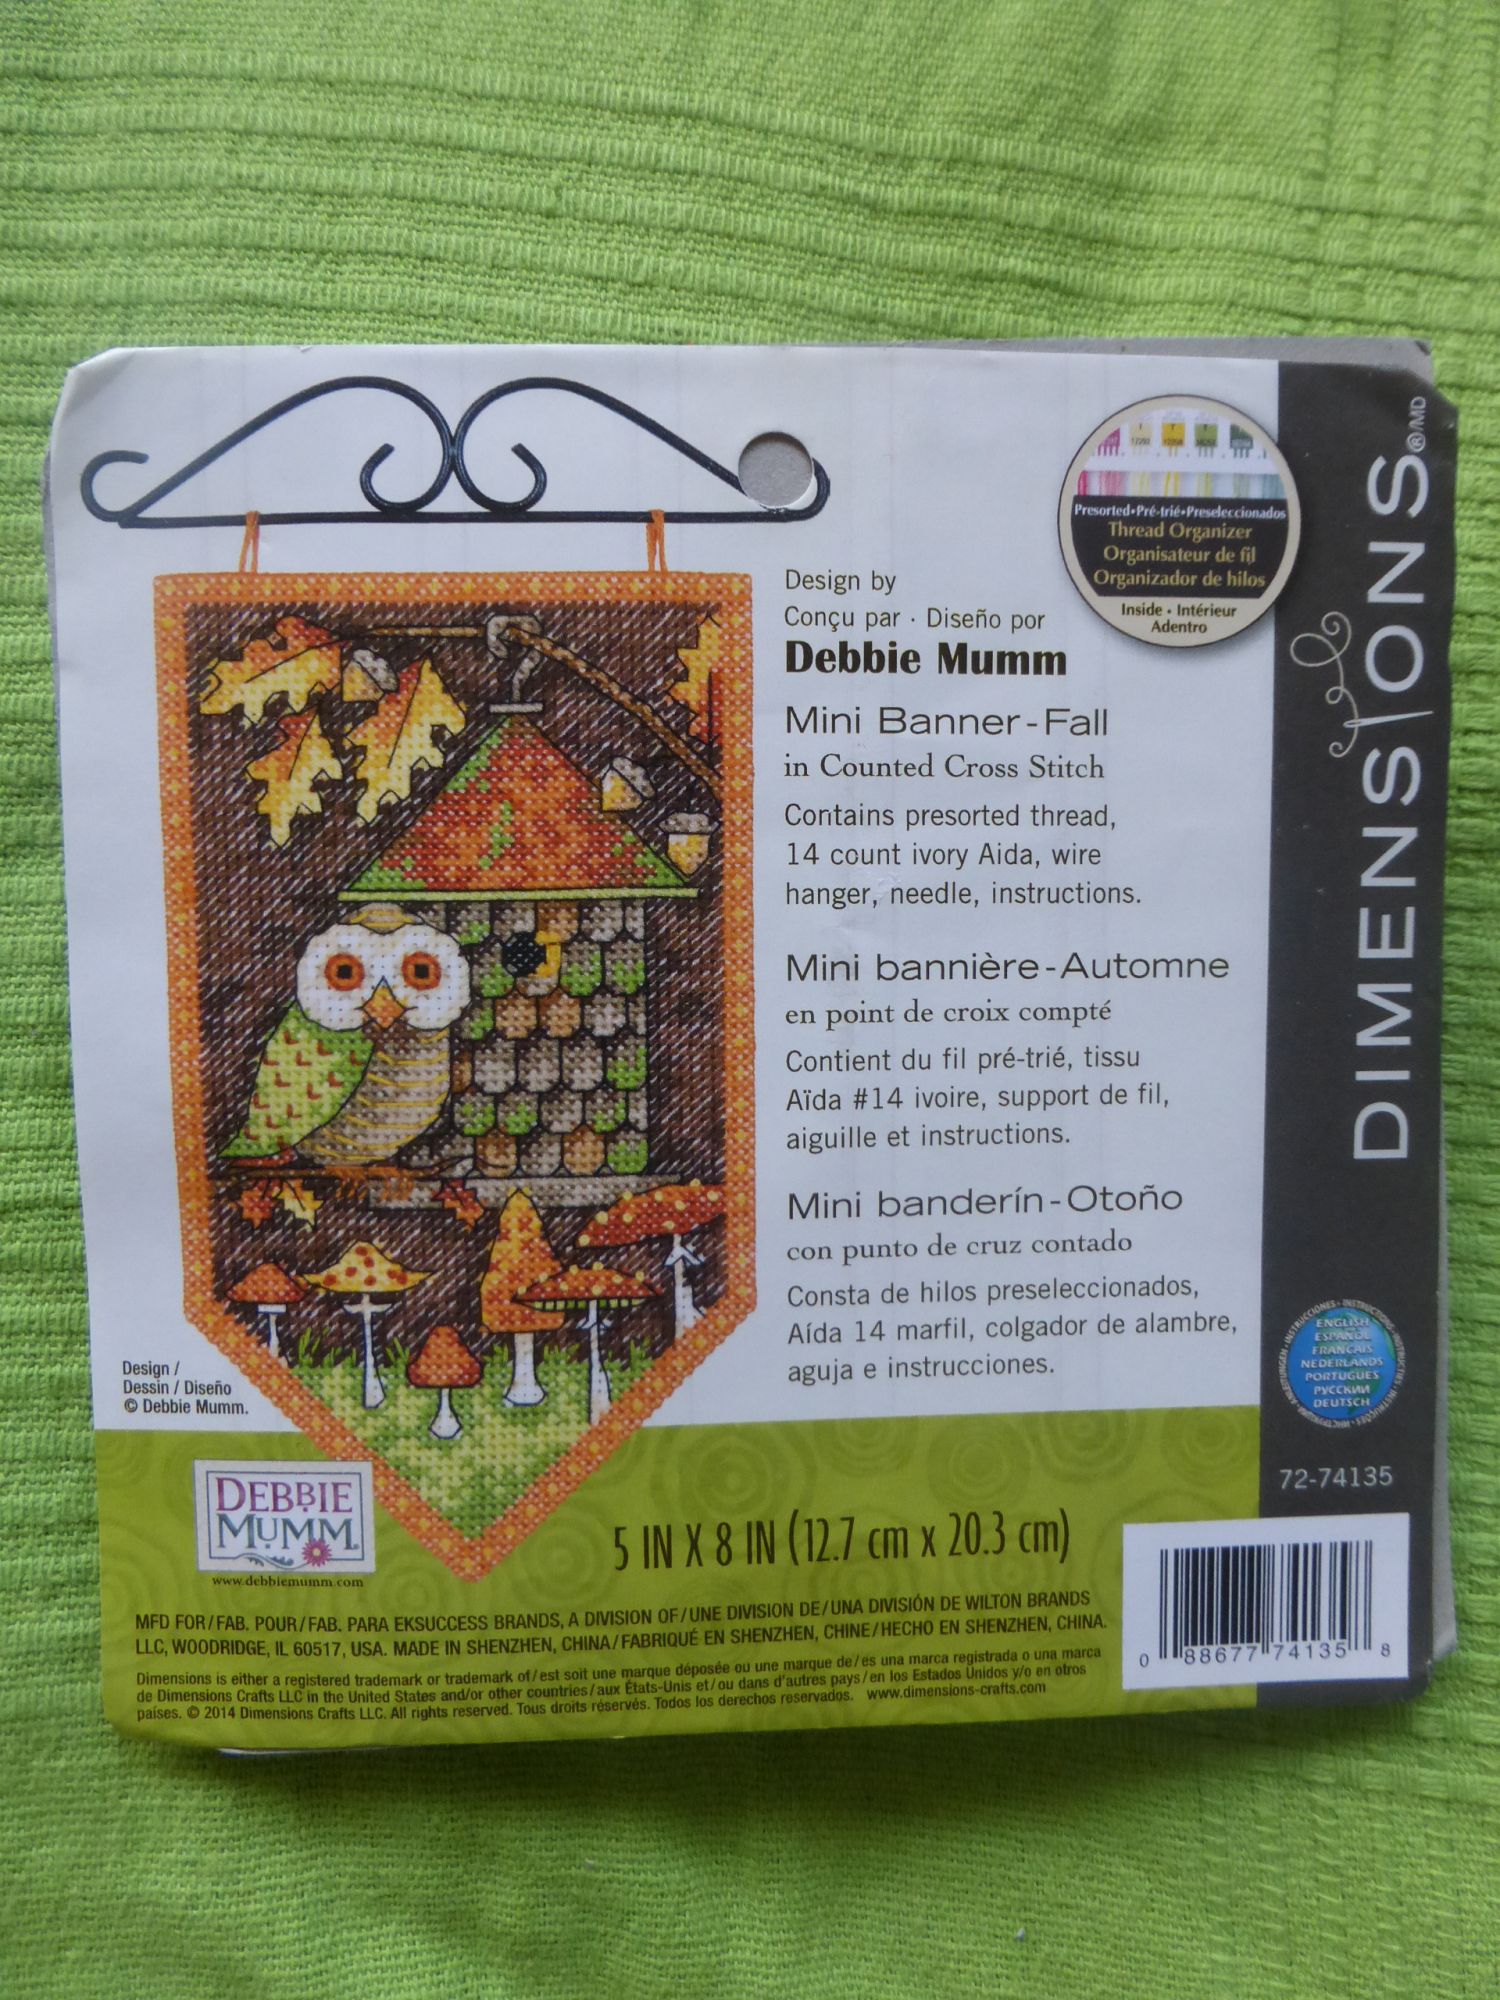 Presorted•Pré-trié•Preseleccionados
Thread Organizer
Organisateur de fil
Organizador de hilos
Inside • Intérieur
Adentro
DIMENSIONS®/MD
Design by
Conçu par · Diseño por
Debbie Mumm
Mini Banner - Fall
in Counted Cross Stitch
Contains presorted thread,
14 count ivory Aida, wire
hanger, needle, instructions.
Mini bannière - Automne
en point de croix compté
Contient du fil pré-trié, tissu
Aïda #14 ivoire, support de fil,
aiguille et instructions.
Mini banderín - Otoño
con punto de cruz contado
Consta de hilos preseleccionados,
Aída 14 marfil, colgador de alambre,
aguja e instrucciones.
Design /
Dessin / Diseño
© Debbie Mumm.
ENGLISH
ESPAÑOL
FRANÇAIS
NEDERLANDS
PORTUGUES
РУССКИЙ
DEUTSCH
72-74135
DEBBIE
MUMM
www.debbiemumm.com
5 IN X 8 IN (12.7 cm x 20.3 cm)
MFD FOR/FAB. POUR/FAB. PARA EKSUCCESS BRANDS, A DIVISION OF/UNE DIVISION DE/UNA DIVISIÓN DE WILTON BRANDS
LLC, WOODRIDGE, IL 60517, USA. MADE IN SHENZHEN, CHINA/FABRIQUÉ EN SHENZHEN, CHINE/HECHO EN SHENZHEN, CHINA.
Dimensions is either a registered trademark or trademark of/est soit une marque déposée ou une marque de/es una marca registrada o una marca
de Dimensions Crafts LLC in the United States and/or other countries/aux États-Unis et/ou dans d'autres pays/en los Estados Unidos y/o en otros
países. © 2014 Dimensions Crafts LLC. All rights reserved. Tous droits réservés. Todos los derechos reservados. www.dimensions-crafts.com
0 88677 74135 8